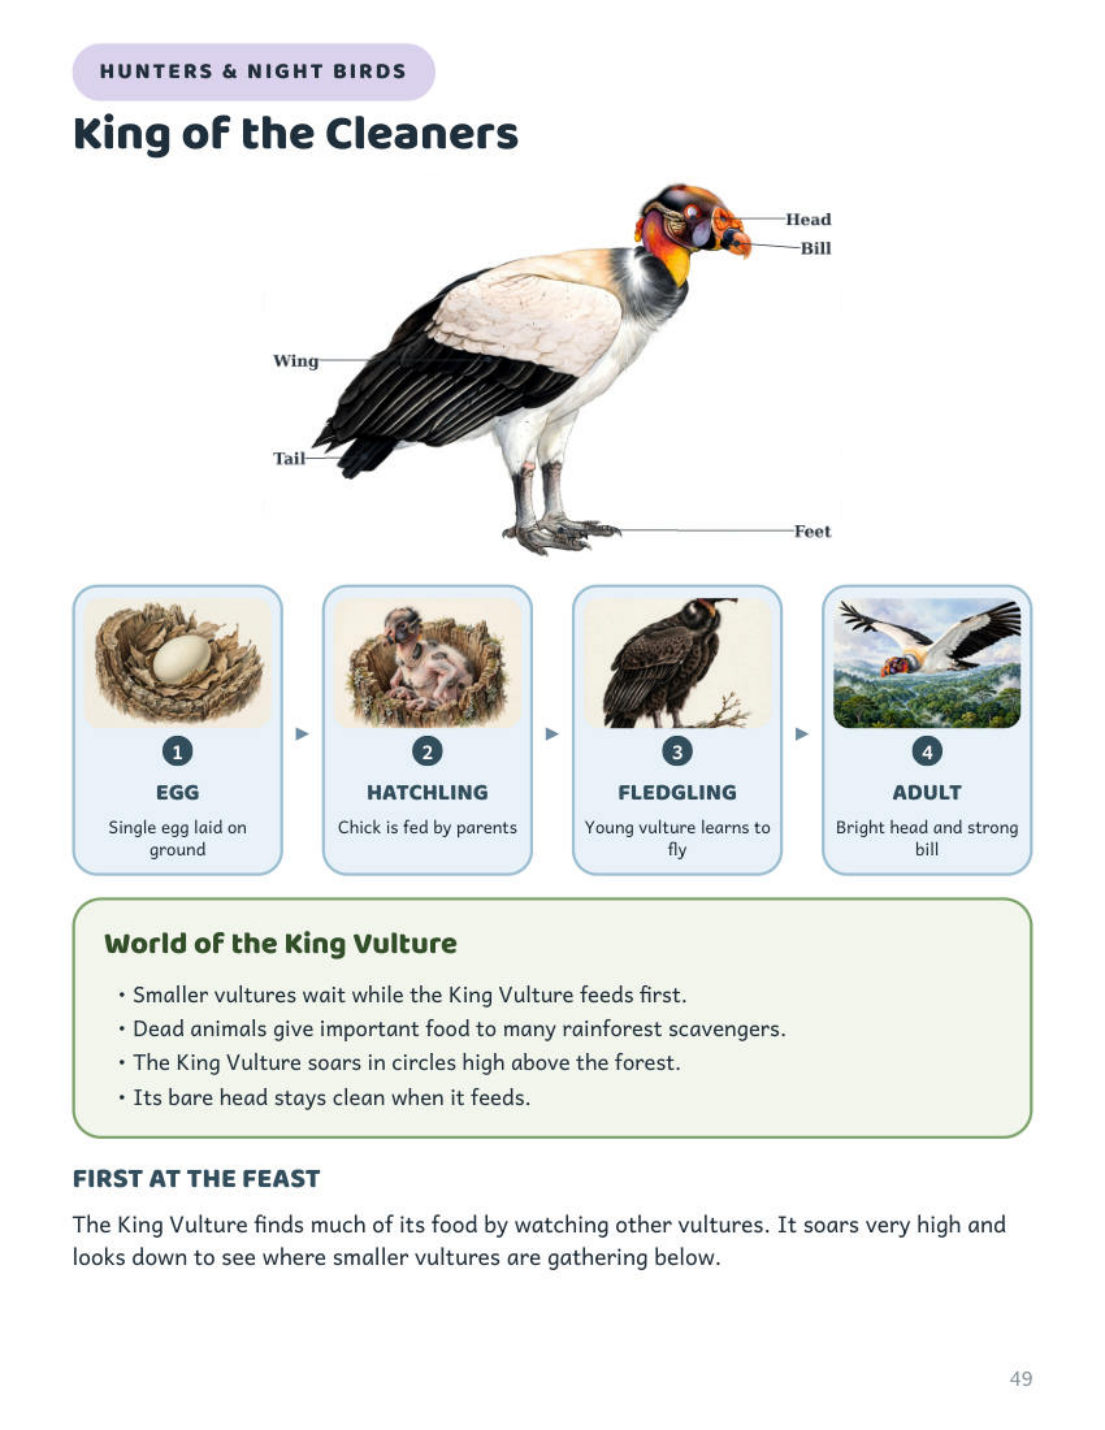 HUNTERS & NIGHT BIRDS
King of the Cleaners
Head
Bill
Wing
Tail
Feet
1
EGG
Single egg laid on
ground
2
HATCHLING
Chick is fed by parents
3
FLEDGLING
Young vulture learns to
fly
4
ADULT
Bright head and strong
bill
World of the King Vulture
• Smaller vultures wait while the King Vulture feeds first.
• Dead animals give important food to many rainforest scavengers.
• The King Vulture soars in circles high above the forest.
• Its bare head stays clean when it feeds.
FIRST AT THE FEAST
The King Vulture finds much of its food by watching other vultures. It soars very high and
looks down to see where smaller vultures are gathering below.
49